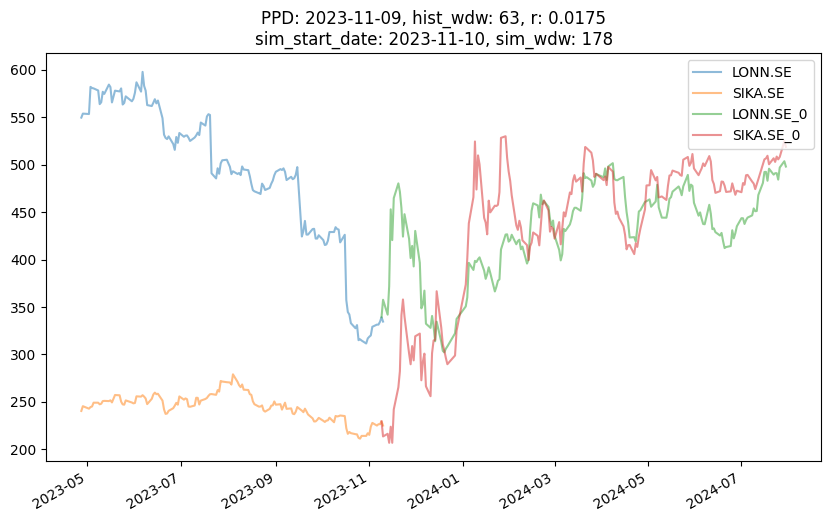 PPD: 2023-11-09, hist_wdw: 63, r: 0.0175
sim_start_date: 2023-11-10, sim_wdw: 178
LONN.SE
SIKA.SE
LONN.SE_0
SIKA.SE_0
600
550
500
450
400
350
300
250
200
2023-05
2023-07
2023-09
2023-11
2024-01
2024-03
2024-05
2024-07